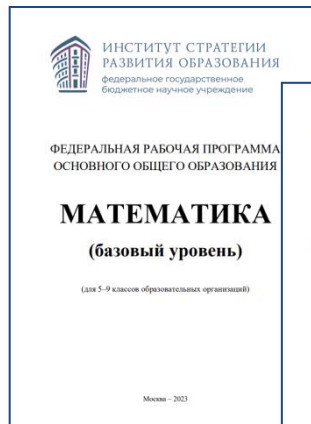 ИНСТИТУТ СТРАТЕГИИ
РАЗВИТИЯ ОБРАЗОВАНИЯ
федеральное государственное
бюджетное научное учреждение
ФЕДЕРАЛЬНАЯ РАБОЧАЯ ПРОГРАММА
ОСНОВНОГО ОБЩЕГО ОБРАЗОВАНИЯ
МАТЕМАТИКА
(базовый уровень)
(для 5–9 классов образовательных организаций)
Москва – 2023